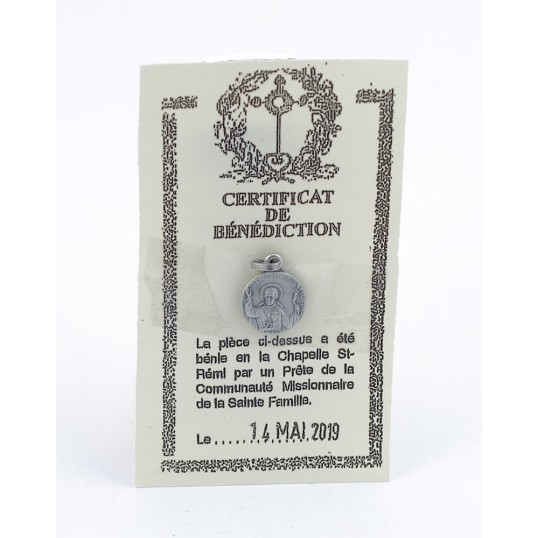 CERTIFICAT
DE
BÉNÉDICTION
La pièce ci-dessus a été
bénie en la Chapelle St-
Rémi par un Prête de la
Communauté Missionnaire
de la Sainte Famille.
Le ...... 14 MAI 2019